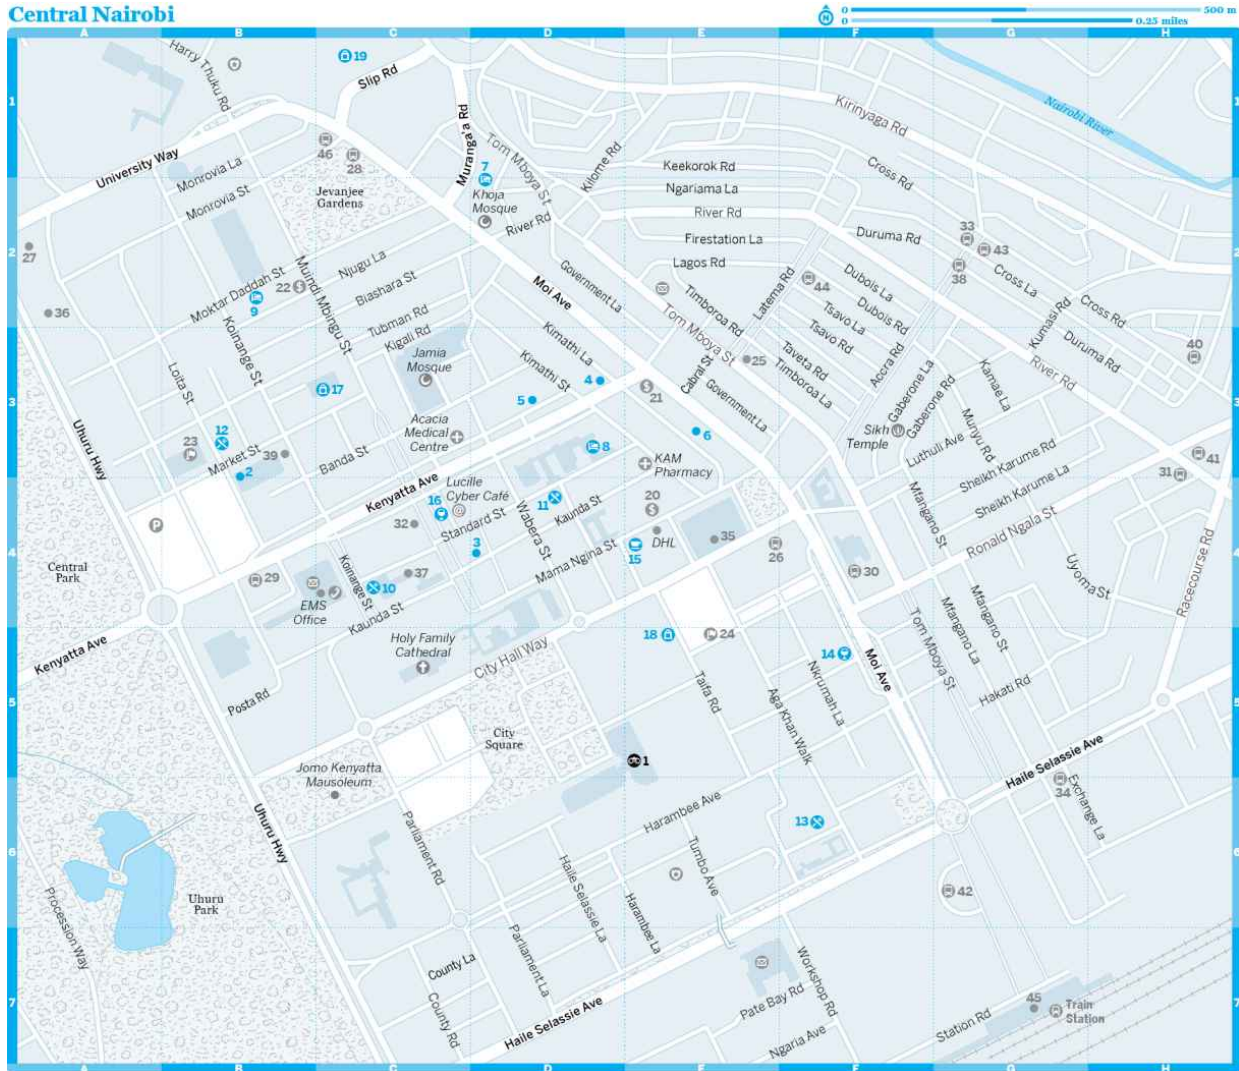 Central Nairobi
0 500 m
0 0.25 miles
N
A B C D E F G H
1
Harry Thuku Rd
19
Slip Rd
Muranga'a Rd
Kirinyaga Rd
Nairobi River
1
University Way
46
28
Monrovia La
Monrovia St
Jevanjee
Gardens
7
Tom Mboya St
Khoja
Mosque
Kilome Rd
Keekorok Rd
Ngariama La
River Rd
Cross Rd
2
27
36
River Rd
Firestation La
Lagos Rd
Duruma Rd
33
43
38
2
Moktar Daddah St
22
9
Muindi Mbingu St
Njugu La
Biashara St
Tubman Rd
Kigali Rd
Moi Ave
Government La
Timboroa Rd
Tom Mboya St
Latema Rd
44
Dubois La
Dubois Rd
Tsavo La
Tsavo Rd
Cross La
Kumasi Rd
Cross Rd
Duruma Rd
40
Koinange St
Loita St
Jamia
Mosque
Kimathi La
Kimathi St
4
5
21
Cabral St
25
Taveta Rd
Timboroa La
Accra Rd
Gaberone La
Gaberone Rd
Kamae La
River Rd
3
17
Acacia
Medical
Centre
8
6
Government La
Sikh
Temple
Munyu Rd
Luthuli Ave
Sheikh Karume Rd
Sheikh Karume La
31
41
3
Uhuru Hwy
12
23
39
Market St
2
Banda St
Kenyatta Ave
Lucille
Cyber Café
16
KAM
Pharmacy
20
11
Kaunda St
Wabera St
Standard St
32
3
Mfangano St
Ronald Ngala St
Racecourse Rd
4
Central
Park
29
Koinange St
37
10
EMS
Office
Kaunda St
Mama Ngina St
15
DHL
35
26
30
Uyoma St
4
Kenyatta Ave
Posta Rd
Holy Family
Cathedral
City Hall Way
18
24
14
Moi Ave
Tom Mboya St
Mfangano La
Mfangano St
Hakati Rd
5
City
Square
Taifa Rd
Aga Khan Walk
Nkrumah La
1
Haile Selassie Ave
5
Jomo Kenyatta
Mausoleum
Uhuru Hwy
Parliament Rd
Harambee Ave
13
34
Exchange La
6
Uhuru
Park
Procession Way
Haile Selassie La
Harambee La
Tumbo Ave
42
6
County La
County Rd
Parliament La
Haile Selassie Ave
Pate Bay Rd
Workshop Rd
Ngaria Ave
Station Rd
45
Train
Station
7
7
A B C D E F G H